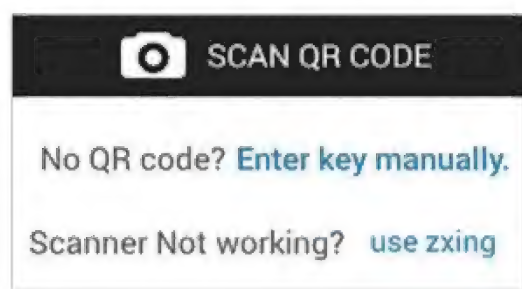 SCAN QR CODE
No QR code? Enter key manually.
Scanner Not working? use zxing